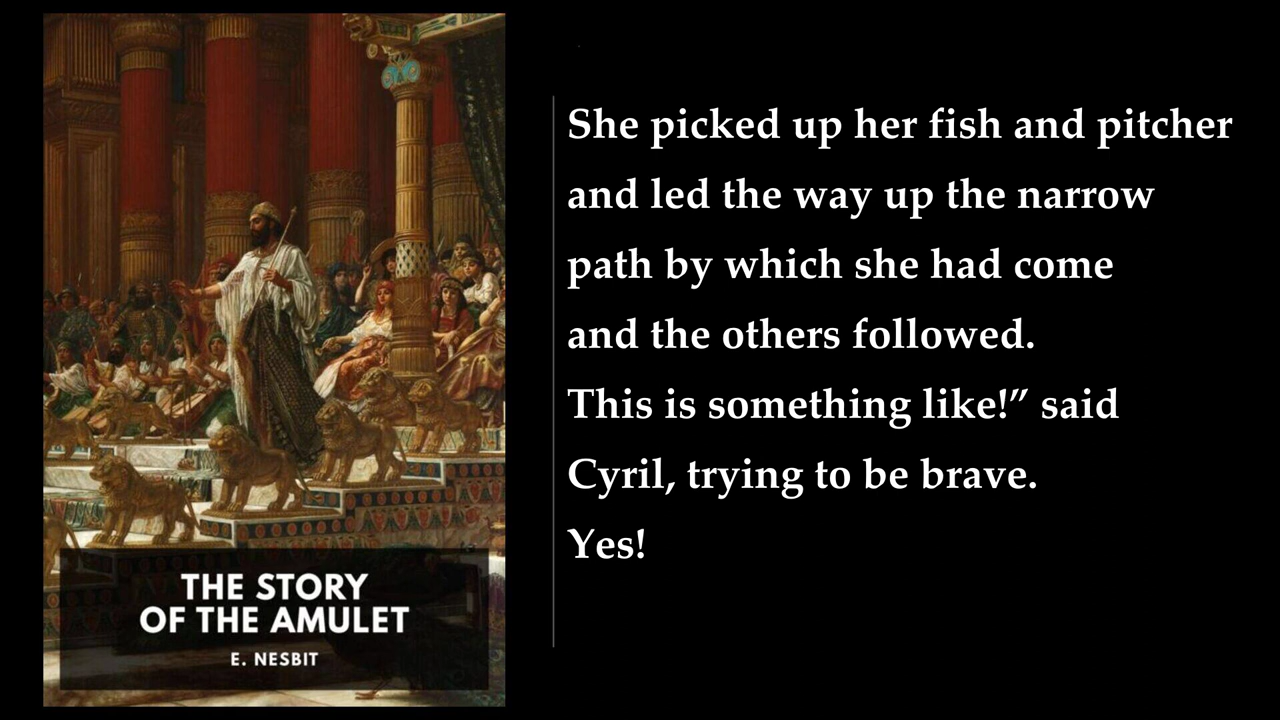 THE STORY
OF THE AMULET
E. NESBIT
She picked up her fish and pitcher
and led the way up the narrow
path by which she had come
and the others followed.
This is something like!” said
Cyril, trying to be brave.
Yes!